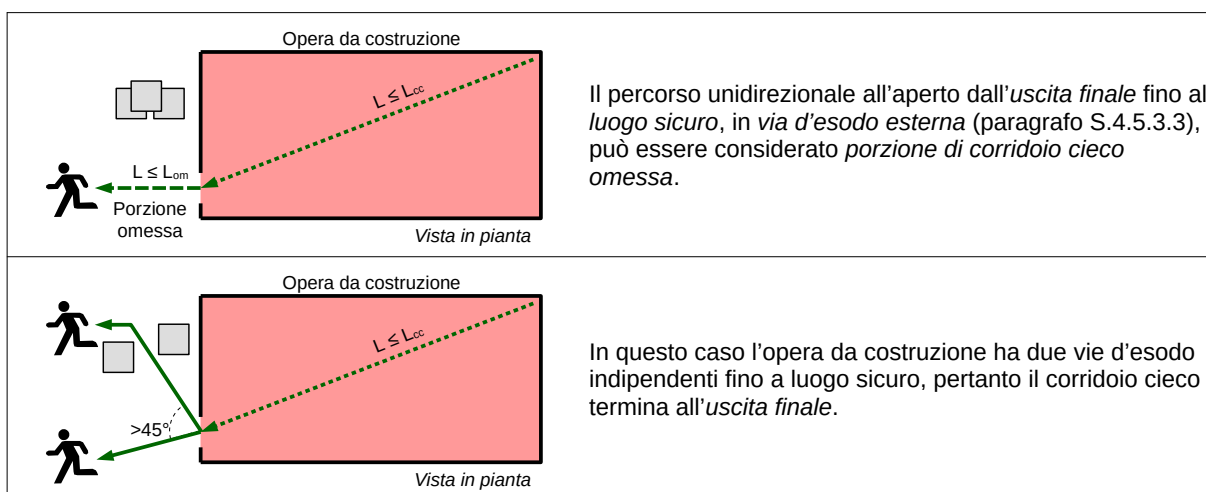 Opera da costruzione
L ≤ Lcc
L ≤ Lom
Porzione
omessa
Vista in pianta
Il percorso unidirezionale all'aperto dall'uscita finale fino al
luogo sicuro, in via d'esodo esterna (paragrafo S.4.5.3.3),
può essere considerato porzione di corridoio cieco
omessa.
Opera da costruzione
L ≤ Lcc
>45°
Vista in pianta
In questo caso l'opera da costruzione ha due vie d'esodo
indipendenti fino a luogo sicuro, pertanto il corridoio cieco
termina all'uscita finale.